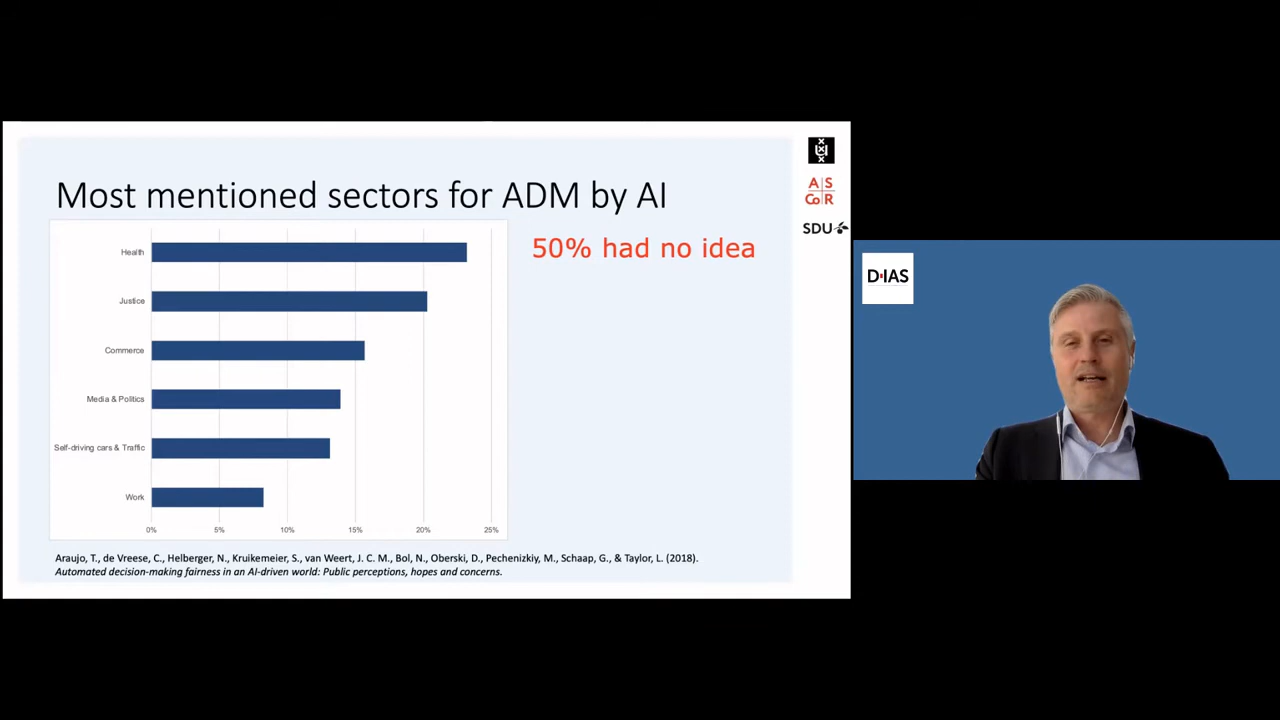 Most mentioned sectors for ADM by AI
50% had no idea
Health
Justice
Commerce
Media & Politics
Self-driving cars & Traffic
Work
0% 5% 10% 15% 20% 25%
Araujo, T., de Vreese, C., Helberger, N., Kruikemeier, S., van Weert, J. C. M., Bol, N., Oberski, D., Pechenizkiy, M., Schaap, G., & Taylor, L. (2018).
Automated decision-making fairness in an AI-driven world: Public perceptions, hopes and concerns.
A|S
Co|R
SDU
D·IAS